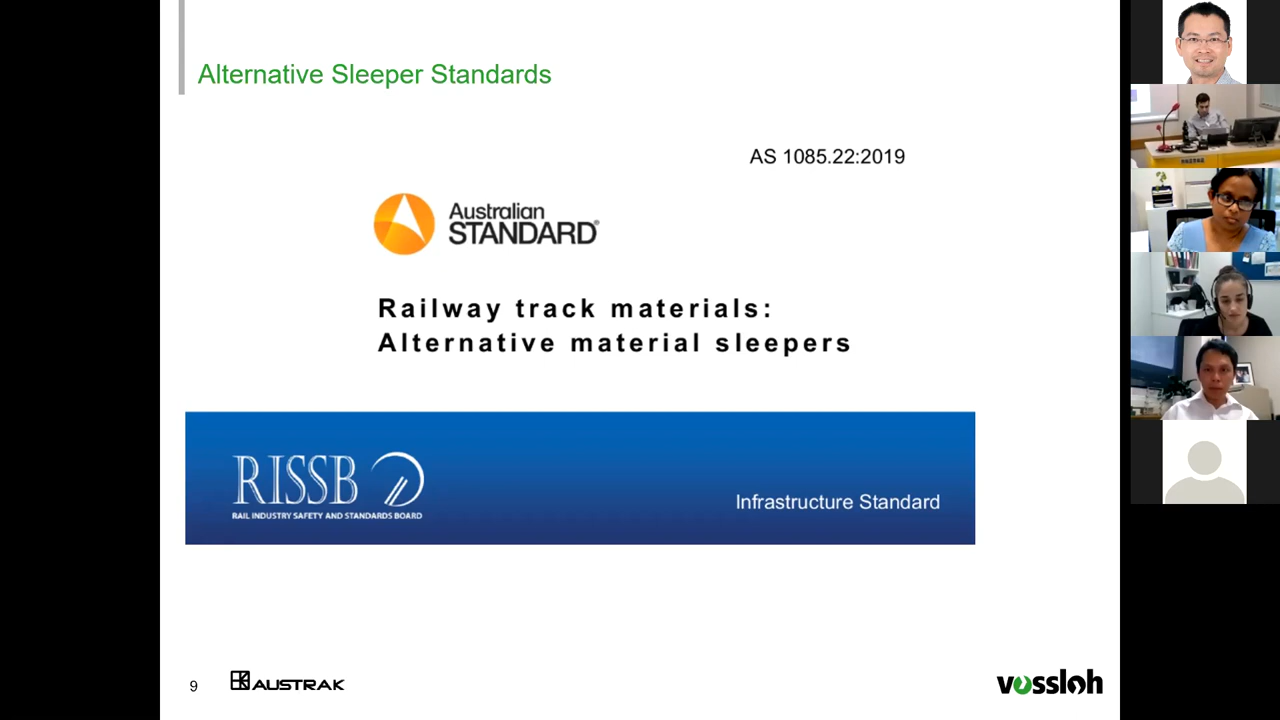 Alternative Sleeper Standards
AS 1085.22:2019
Australian
STANDARD®
Railway track materials:
Alternative material sleepers
RISSB
RAIL INDUSTRY SAFETY AND STANDARDS BOARD
Infrastructure Standard
9
AUSTRAK
vossloh